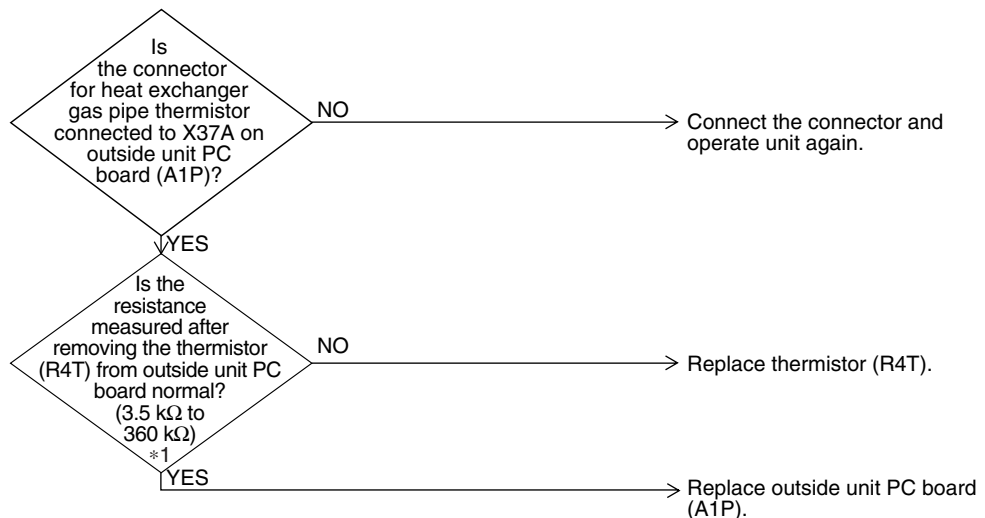 Is
the connector
for heat exchanger
gas pipe thermistor
connected to X37A on
outside unit PC
board (A1P)?
NO
Connect the connector and
operate unit again.
YES
Is the
resistance
measured after
removing the thermistor
(R4T) from outside unit PC
board normal?
(3.5 kΩ to
360 kΩ)
*1
NO
Replace thermistor (R4T).
YES
Replace outside unit PC board
(A1P).